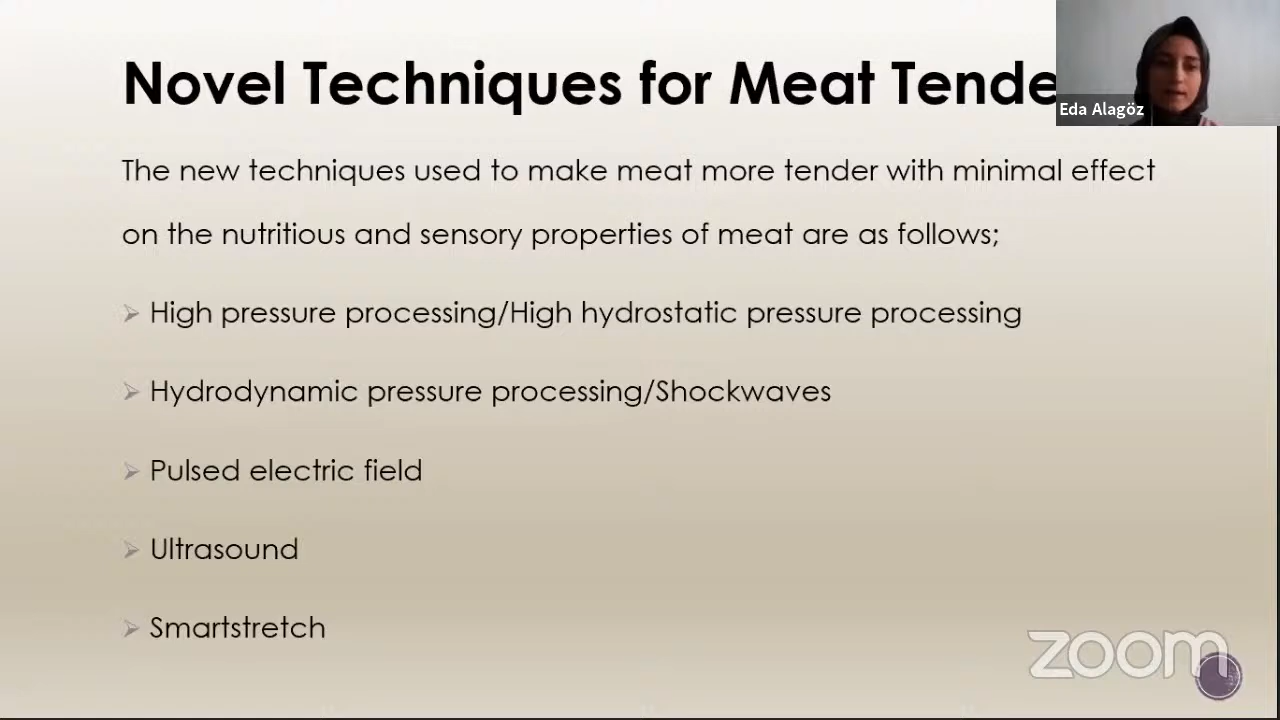 Novel Techniques for Meat Tende
Eda Alagöz
The new techniques used to make meat more tender with minimal effect
on the nutritious and sensory properties of meat are as follows;
High pressure processing/High hydrostatic pressure processing
Hydrodynamic pressure processing/Shockwaves
Pulsed electric field
Ultrasound
Smartstretch
zoom